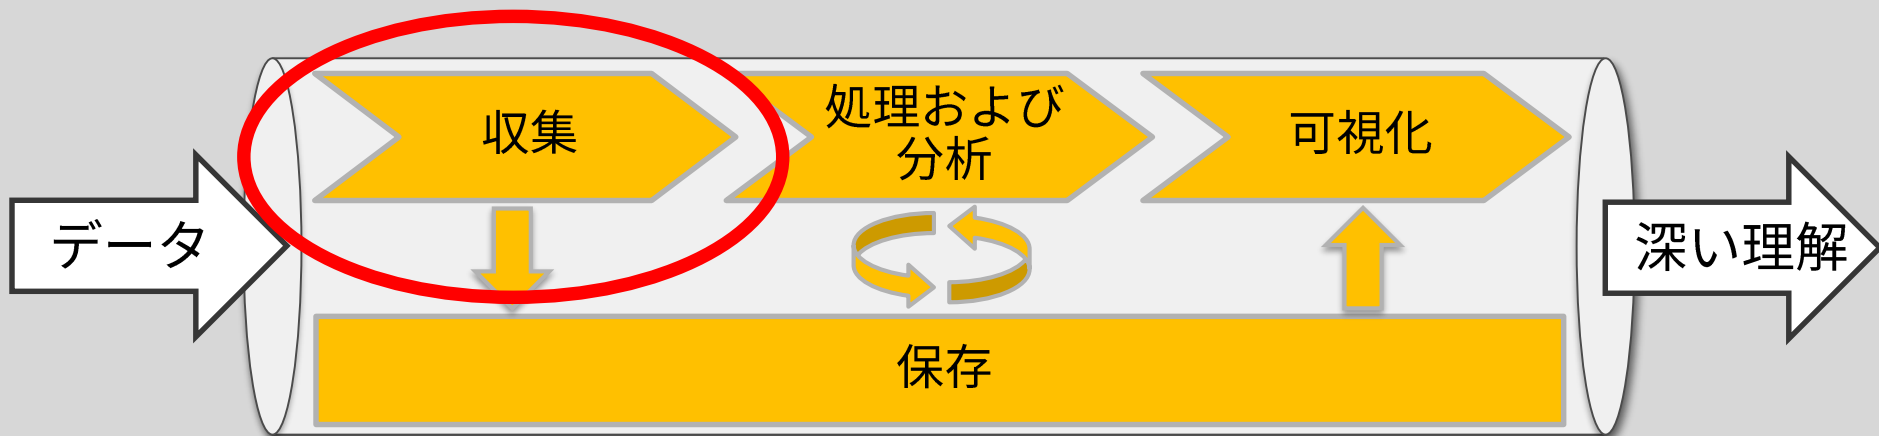 データ
収集
処理および
分析
可視化
保存
深い理解